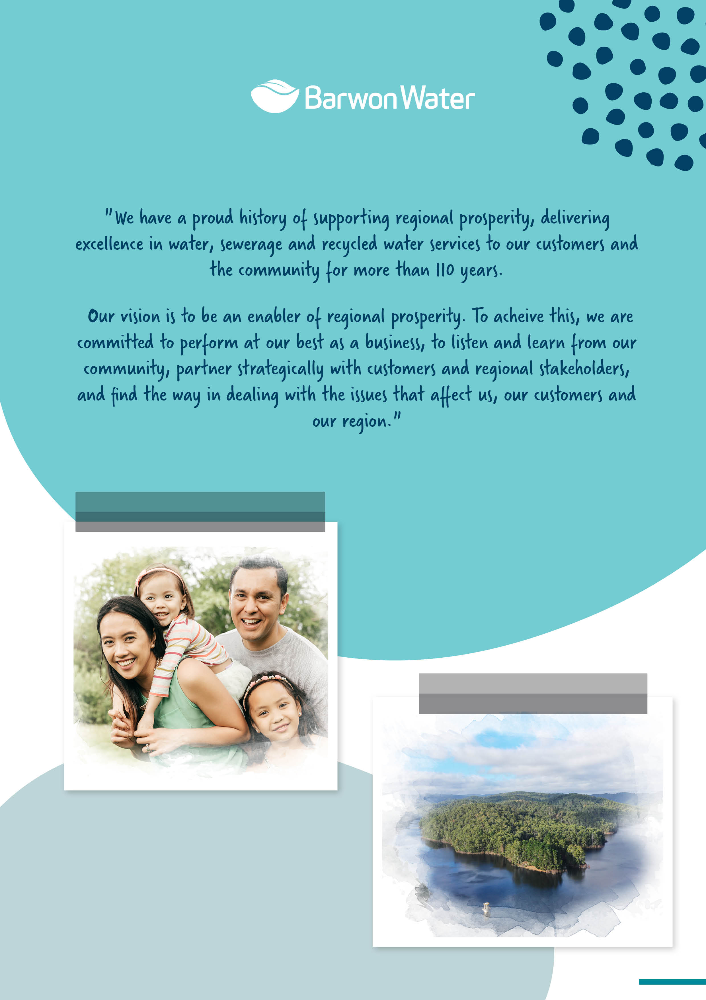 BarwonWater
"We have a proud history of supporting regional prosperity, delivering
excellence in water, sewerage and recycled water services to our customers and
the community for more than 110 years.
Our vision is to be an enabler of regional prosperity. To acheive this, we are
committed to perform at our best as a business, to listen and learn from our
community, partner strategically with customers and regional stakeholders,
and find the way in dealing with the issues that affect us, our customers and
our region."